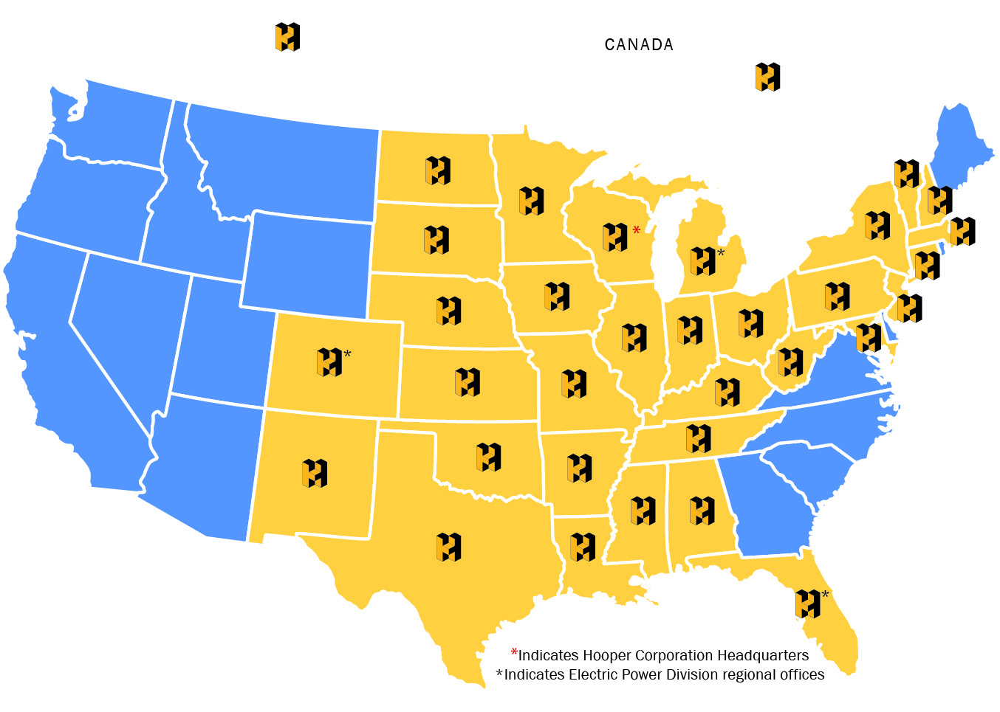 CANADA
*
*
*
*
*Indicates Hooper Corporation Headquarters
*Indicates Electric Power Division regional offices